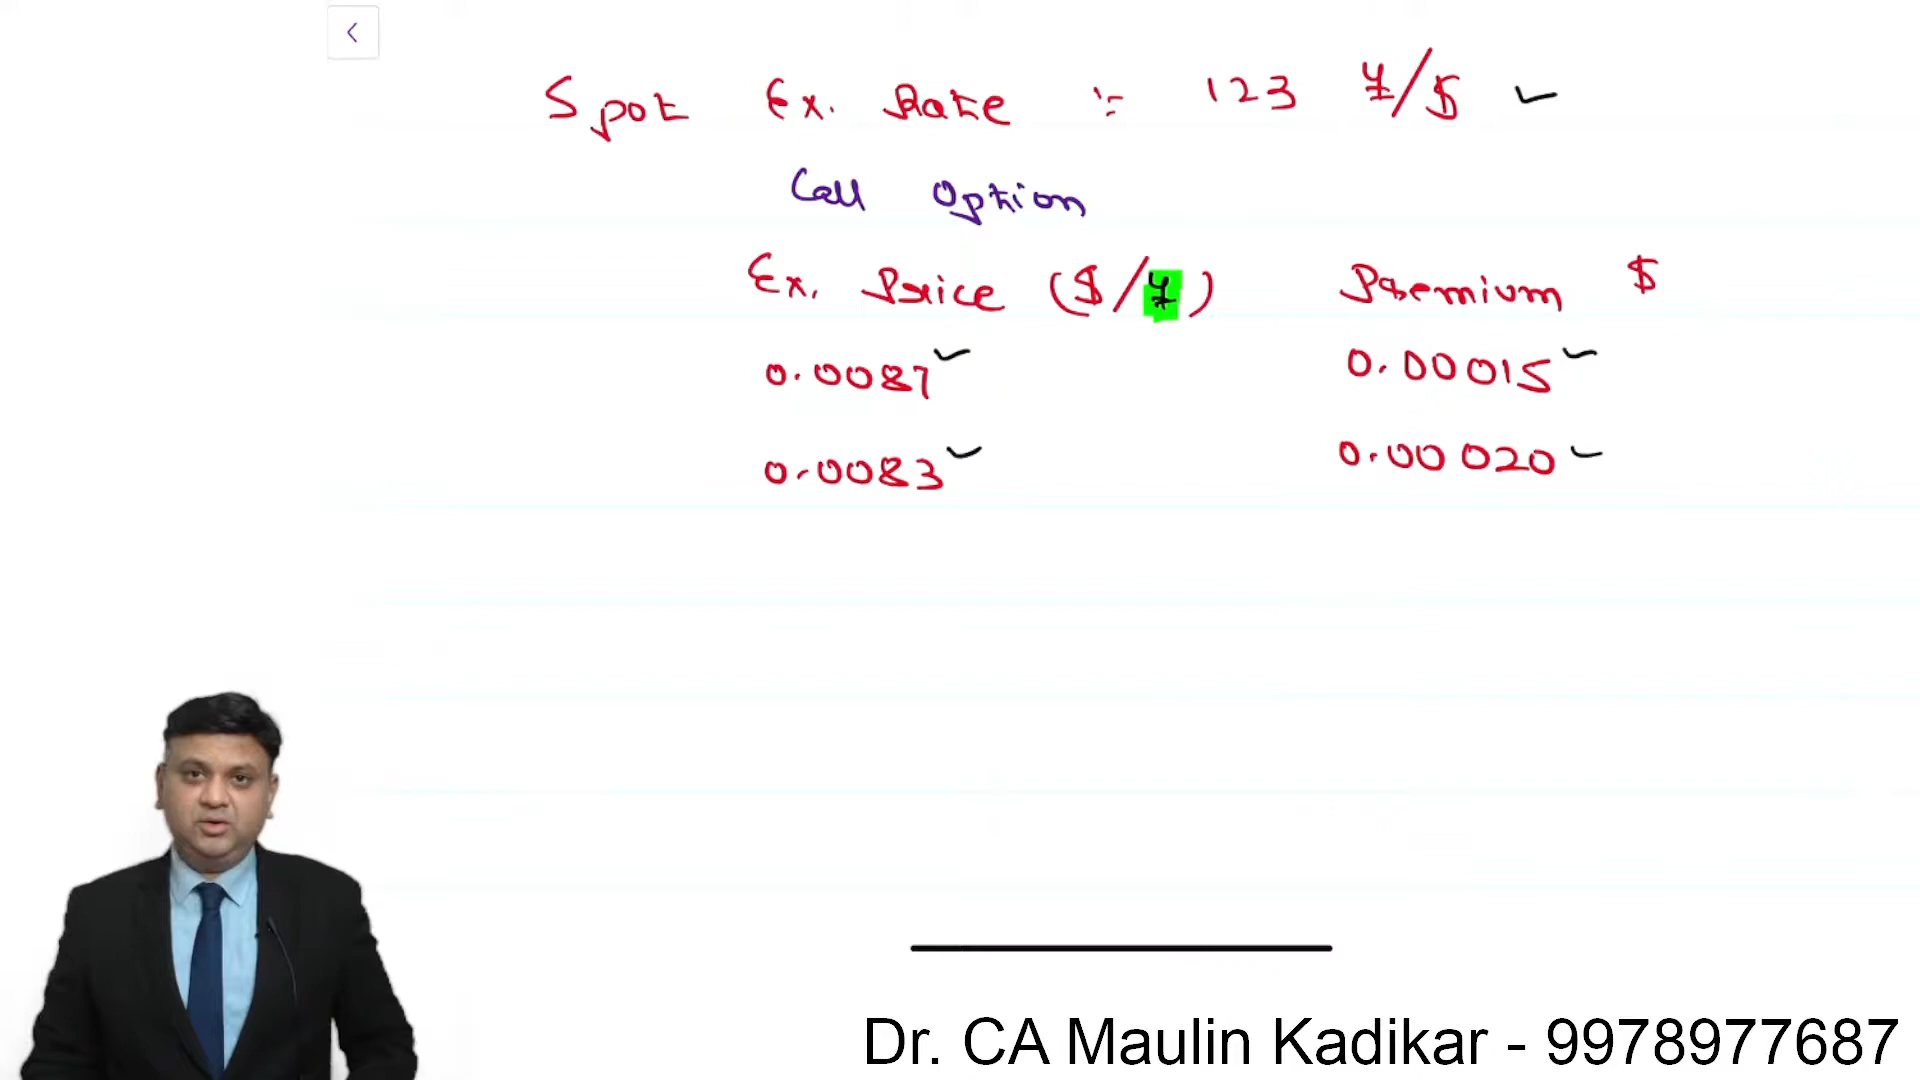 Spot Ex. Rate :- 123 ¥/$
Call Option
Ex. Price ($/¥) Premium $
0.0087 0.00015
0.0083 0.00020
Dr. CA Maulin Kadikar - 9978977687